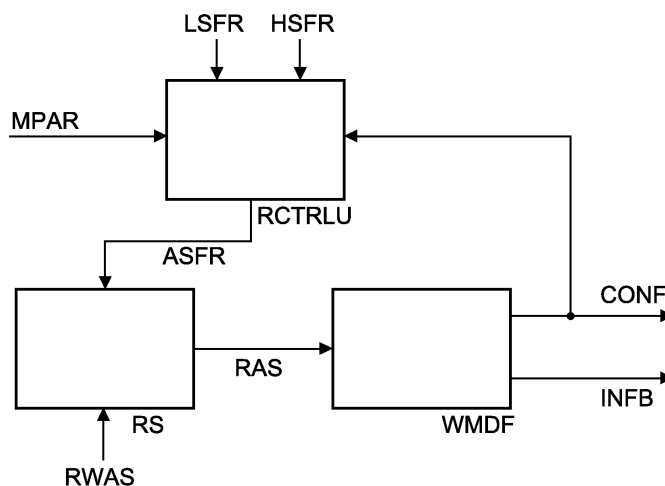 LSFR HSFR
MPAR
RCTRLU
ASFR
CONF
RAS
INFB
RS
WMDF
RWAS